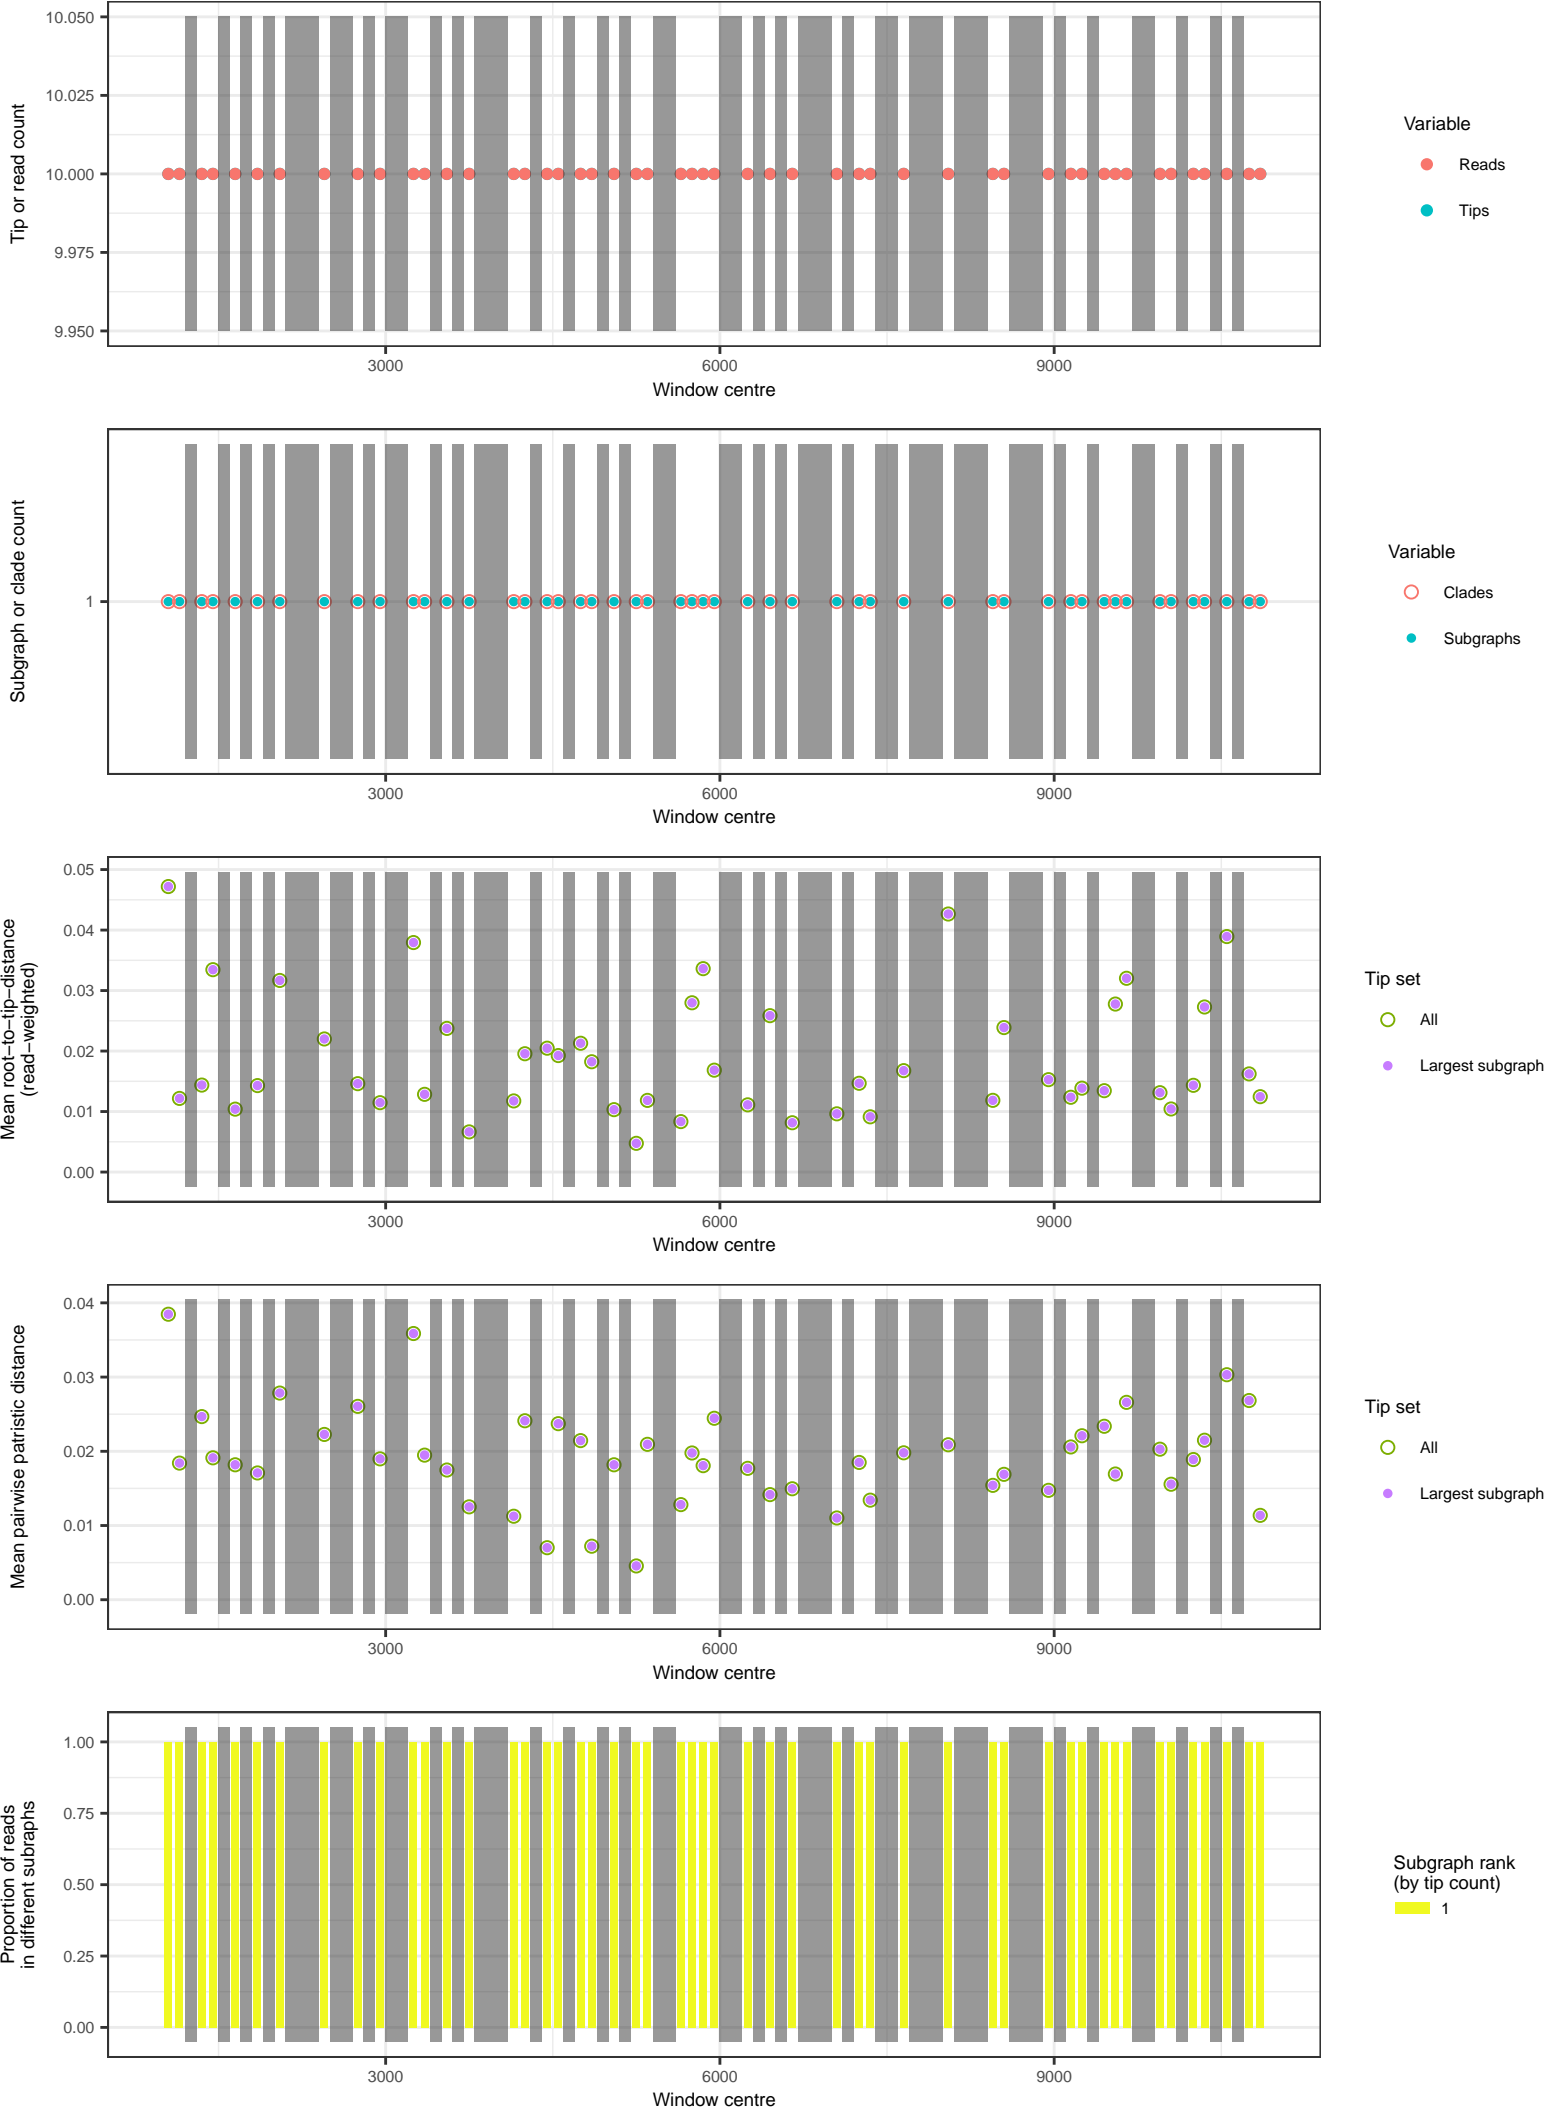 10.050
10.025
10.000
9.975
9.950
Tip or read count
3000
6000
9000
Window centre
Variable
Reads
Tips
1
Subgraph or clade count
3000
6000
9000
Window centre
Variable
Clades
Subgraphs
0.05
0.04
0.03
0.02
0.01
0.00
Mean root−to−tip−distance
(read−weighted)
3000
6000
9000
Window centre
Tip set
All
Largest subgraph
0.04
0.03
0.02
0.01
0.00
Mean pairwise patristic distance
3000
6000
9000
Window centre
Tip set
All
Largest subgraph
1.00
0.75
0.50
0.25
0.00
Proportion of reads
in different subraphs
3000
6000
9000
Window centre
Subgraph rank
(by tip count)
1